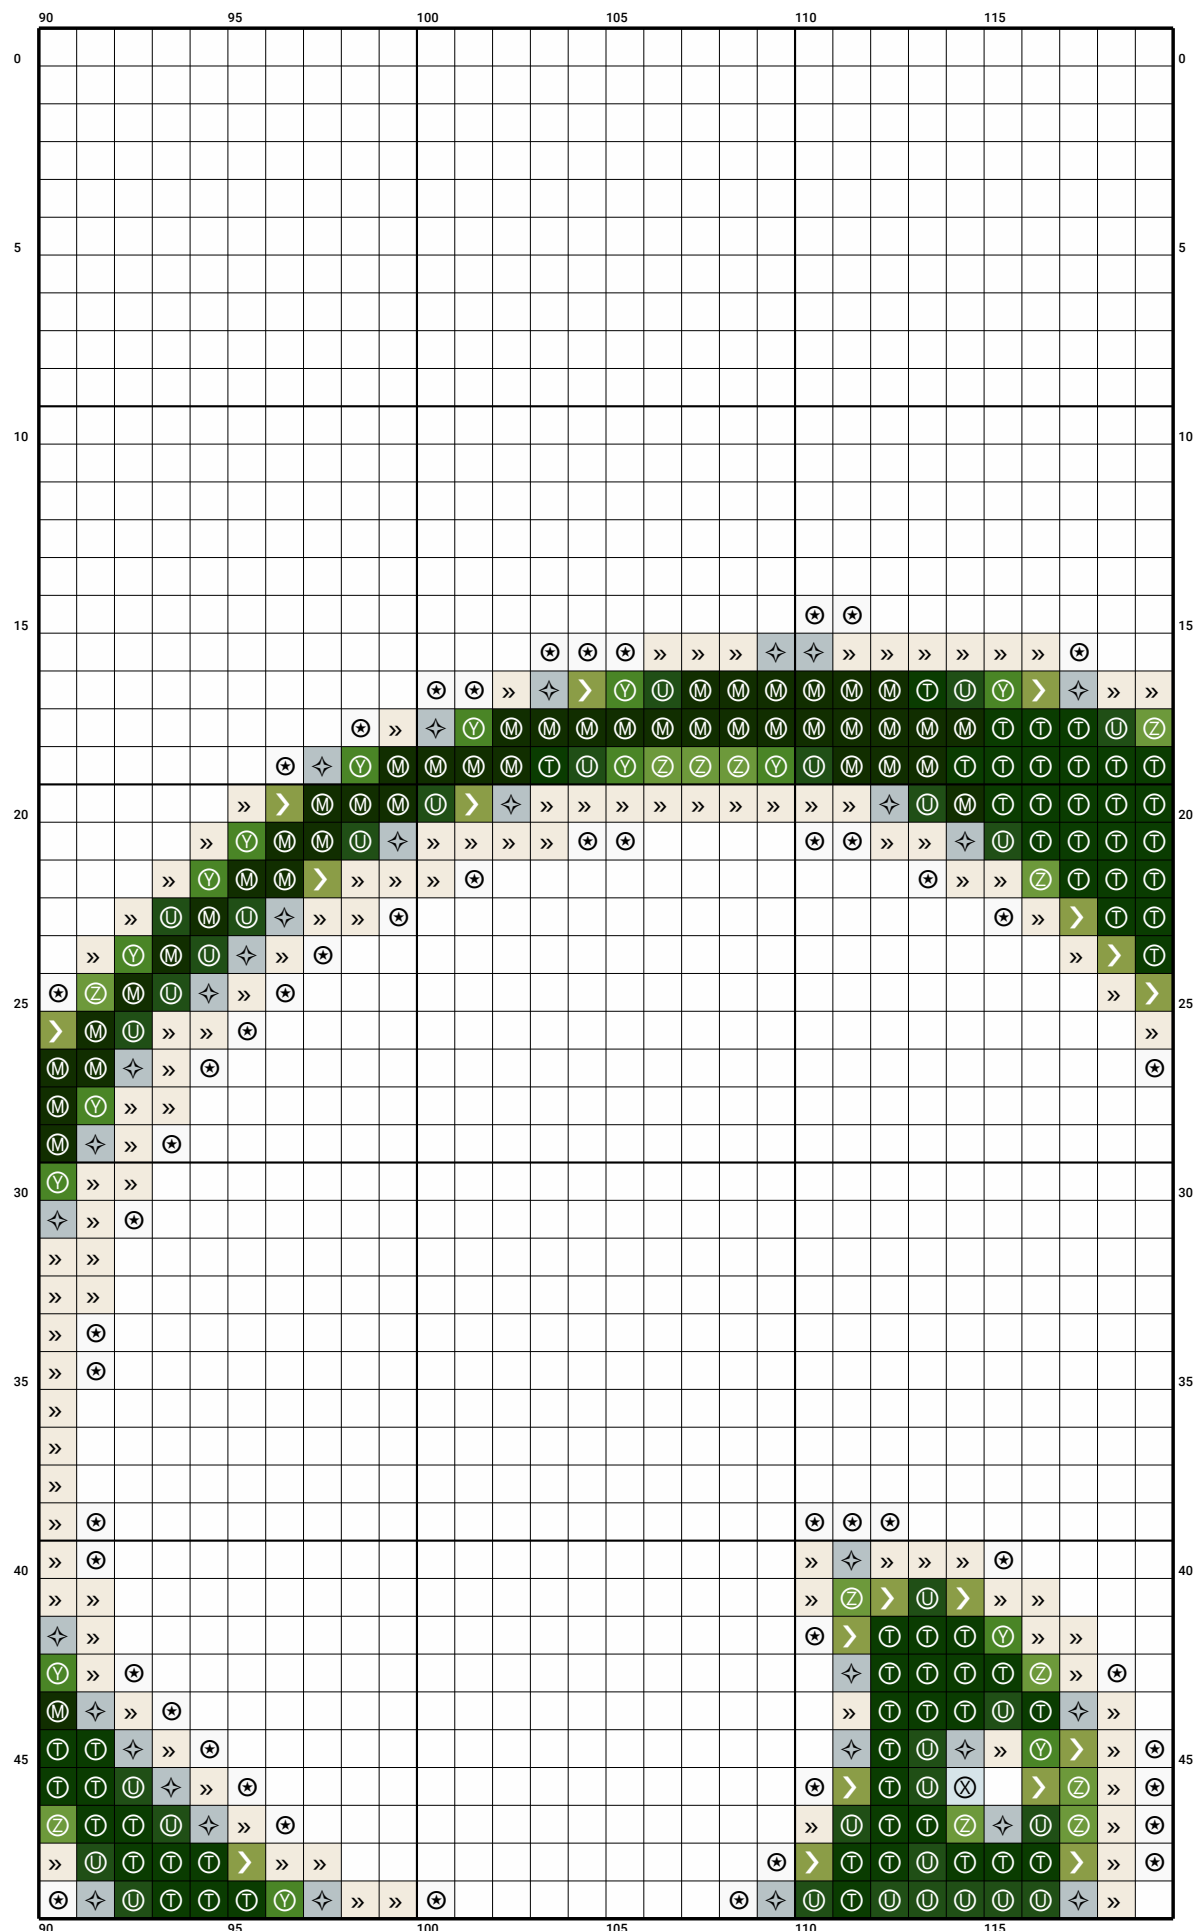 90 95 100 105 110 115
0 0
5 5
10 10
15 ⍟ ⍟ 15
⍟ ⍟ ⍟ » » » ✧ ✧ » » » » » » ⍟
⍟ ⍟ » ✧ ❯ Ⓨ Ⓤ Ⓜ Ⓜ Ⓜ Ⓜ Ⓜ Ⓜ Ⓣ Ⓤ Ⓨ ❯ ✧ » »
⍟ » ✧ Ⓨ Ⓜ Ⓜ Ⓜ Ⓜ Ⓜ Ⓜ Ⓜ Ⓜ Ⓜ Ⓜ Ⓜ Ⓜ Ⓜ Ⓣ Ⓣ Ⓣ Ⓤ Ⓩ
⍟ ✧ Ⓨ Ⓜ Ⓜ Ⓜ Ⓜ Ⓣ Ⓤ Ⓨ Ⓩ Ⓩ Ⓩ Ⓨ Ⓤ Ⓜ Ⓜ Ⓜ Ⓣ Ⓣ Ⓣ Ⓣ Ⓣ Ⓣ
20 » ❯ Ⓜ Ⓜ Ⓜ Ⓤ ❯ ✧ » » » » » » » » » ✧ Ⓤ Ⓜ Ⓣ Ⓣ Ⓣ Ⓣ Ⓣ 20
» Ⓨ Ⓜ Ⓜ Ⓤ ✧ » » » » ⍟ ⍟ ⍟ ⍟ » » ✧ Ⓤ Ⓣ Ⓣ Ⓣ Ⓣ
» Ⓨ Ⓜ Ⓜ ❯ » » » ⍟ ⍟ » » Ⓩ Ⓣ Ⓣ Ⓣ
» Ⓤ Ⓜ Ⓤ ✧ » » ⍟ ⍟ » ❯ Ⓣ Ⓣ
» Ⓨ Ⓜ Ⓤ ✧ » ⍟ » ❯ Ⓣ
25 ⍟ Ⓩ Ⓜ Ⓤ ✧ » ⍟ » ❯ 25
❯ Ⓜ Ⓤ » » ⍟ »
Ⓜ Ⓜ ✧ » ⍟ ⍟
Ⓜ Ⓨ » »
Ⓜ ✧ » ⍟
30 Ⓨ » » 30
✧ » ⍟
» »
» »
» ⍟
35 » ⍟ 35
»
»
»
» ⍟ ⍟ ⍟ ⍟
40 » ⍟ » ✧ » » » ⍟ 40
» » » Ⓩ ❯ Ⓤ ❯ » »
✧ » ⍟ ❯ Ⓣ Ⓣ Ⓣ Ⓨ » »
Ⓨ » ⍟ ✧ Ⓣ Ⓣ Ⓣ Ⓣ Ⓩ » ⍟
Ⓜ ✧ » ⍟ » Ⓣ Ⓣ Ⓣ Ⓤ Ⓣ ✧ »
45 Ⓣ Ⓣ ✧ » ⍟ ✧ Ⓣ Ⓤ ✧ » Ⓨ ❯ » ⍟ 45
Ⓣ Ⓣ Ⓤ ✧ » ⍟ ⍟ ❯ Ⓣ Ⓤ Ⓧ ❯ Ⓩ » ⍟
Ⓩ Ⓣ Ⓣ Ⓤ ✧ » ⍟ » Ⓤ Ⓣ Ⓣ Ⓩ ✧ Ⓤ Ⓩ » ⍟
» Ⓤ Ⓣ Ⓣ Ⓣ ❯ » » ⍟ ❯ Ⓣ Ⓣ Ⓤ Ⓣ Ⓣ Ⓣ ❯ » ⍟
⍟ ✧ Ⓤ Ⓣ Ⓣ Ⓣ Ⓨ ✧ » » ⍟ ⍟ ✧ Ⓤ Ⓣ Ⓤ Ⓤ Ⓤ Ⓤ Ⓤ ✧ »
90 95 100 105 110 115